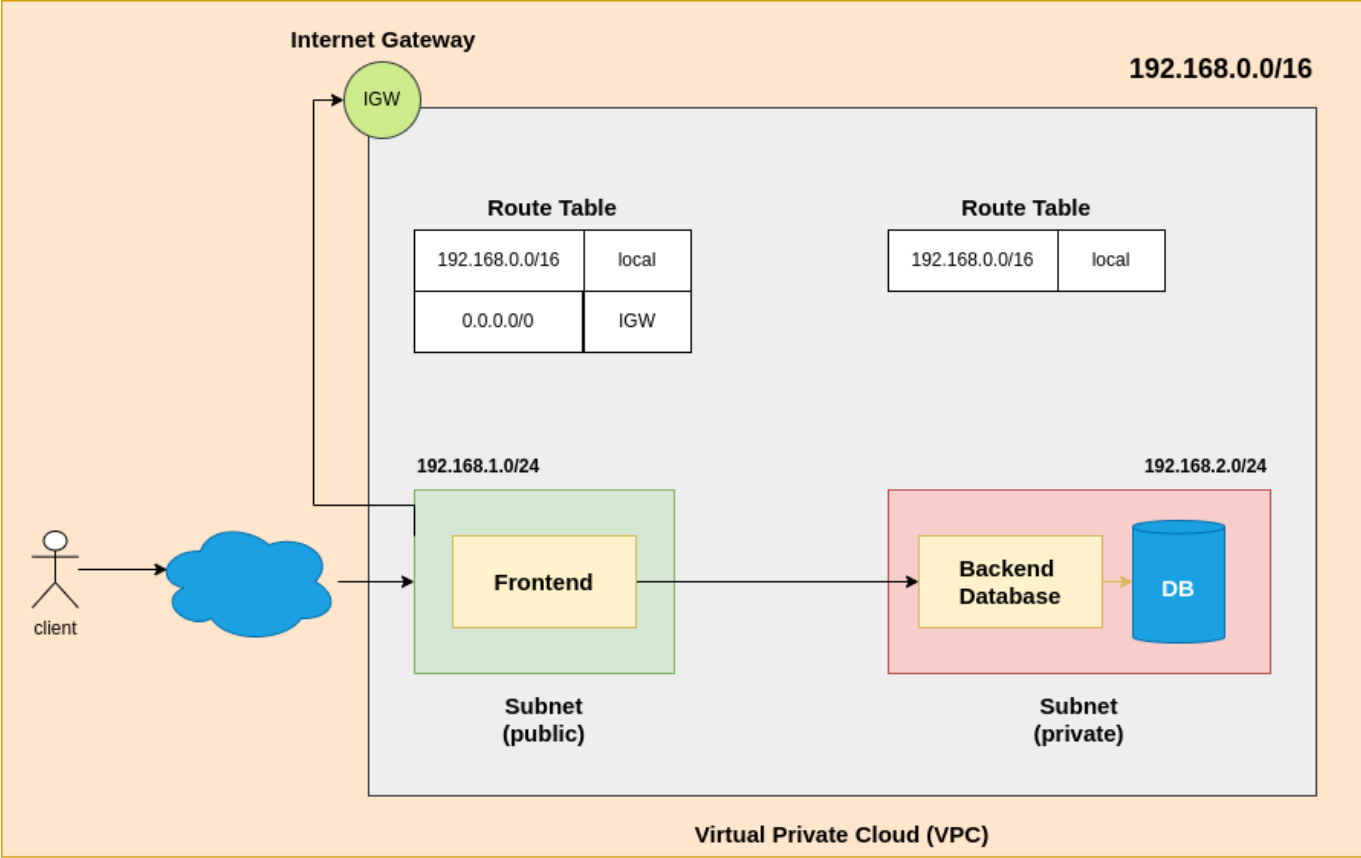 Internet Gateway
192.168.0.0/16
IGW
Route Table
192.168.0.0/16 local
0.0.0.0/0 IGW
Route Table
192.168.0.0/16 local
192.168.1.0/24
192.168.2.0/24
client
Frontend
Backend
Database
DB
Subnet
(public)
Subnet
(private)
Virtual Private Cloud (VPC)